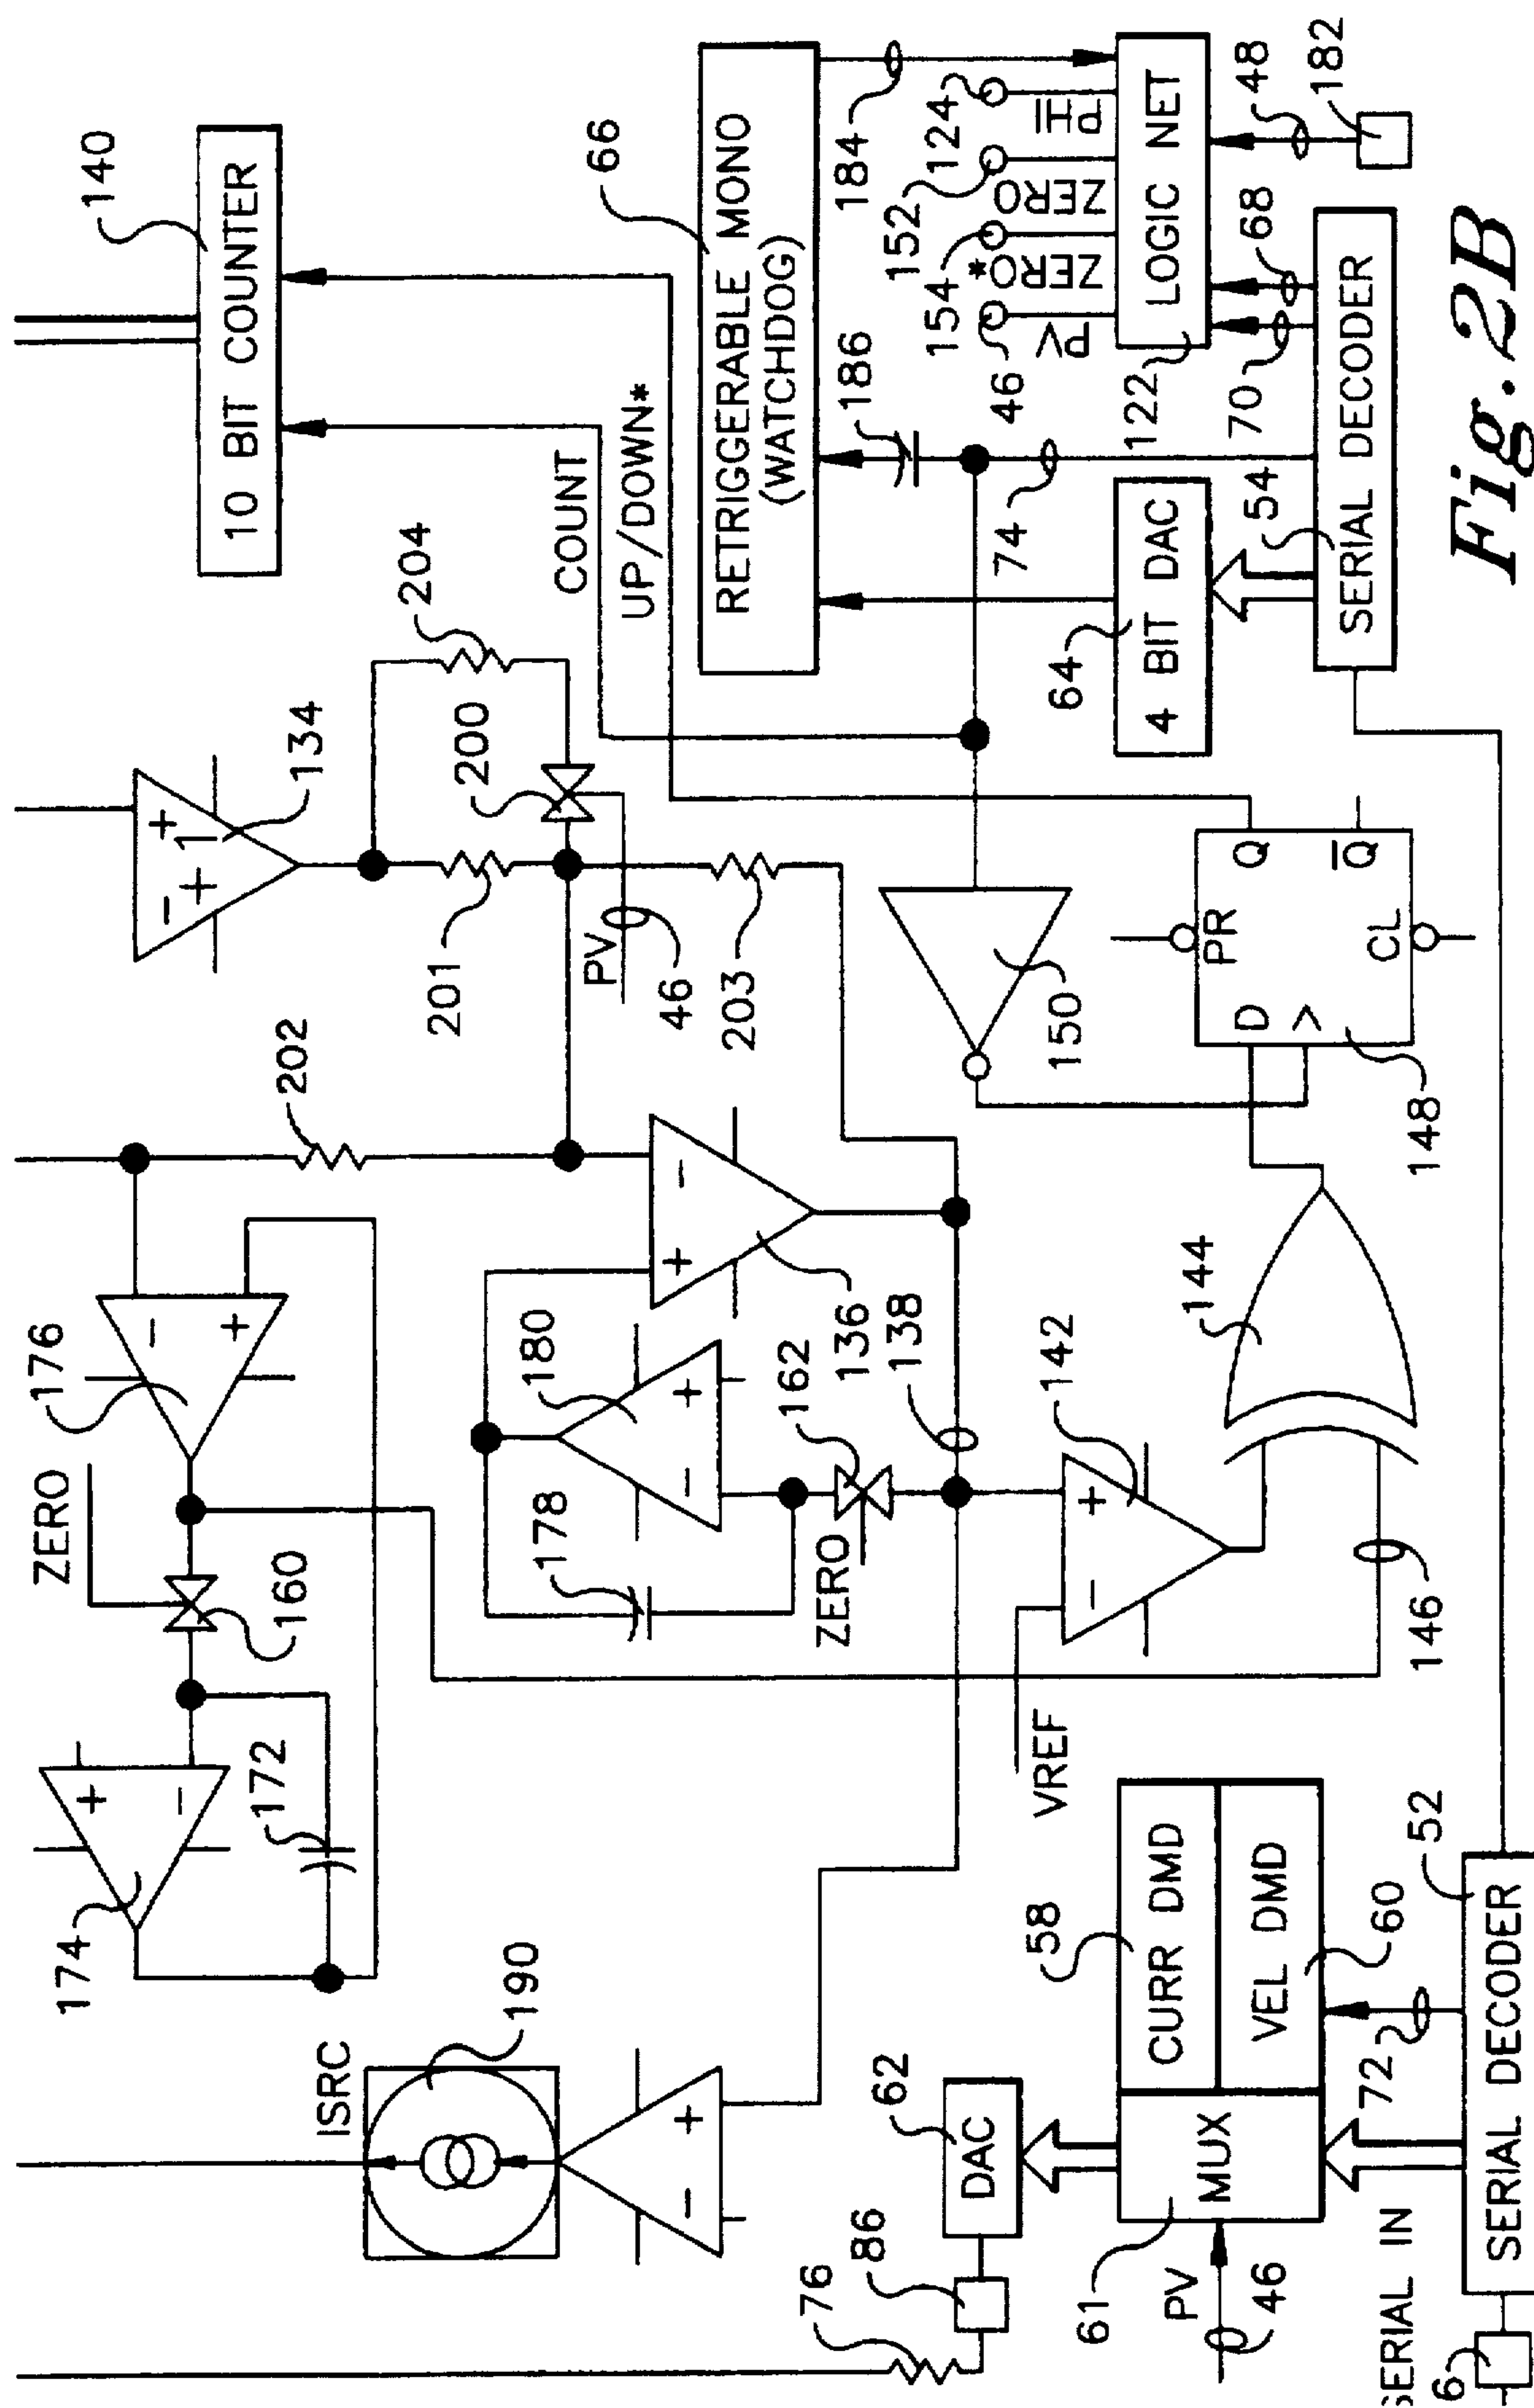 140
10 BIT COUNTER
COUNT
UP/DOWN*
66
RETRIGGERABLE MONO
(WATCHDOG)
184
124
152
154
46
186
PHI
ZERO
ZERO*
PV
LOGIC NET
122
48
182
68
70
74
64
4 BIT DAC
54
SERIAL DECODER
Fig. 2B
204
200
134
+
-
+1
201
PV
46
203
202
150
PR
D
>
Q
Q
CL
148
176
-
+
ZERO
160
174
+
-
172
180
+
-
178
162
ZERO
136
+
-
138
142
+
-
VREF
144
146
ISRC
190
+
-
76
86
62
DAC
58
CURR DMD
VEL DMD
60
MUX
61
PV
46
72
52
SERIAL DECODER
SERIAL IN
6